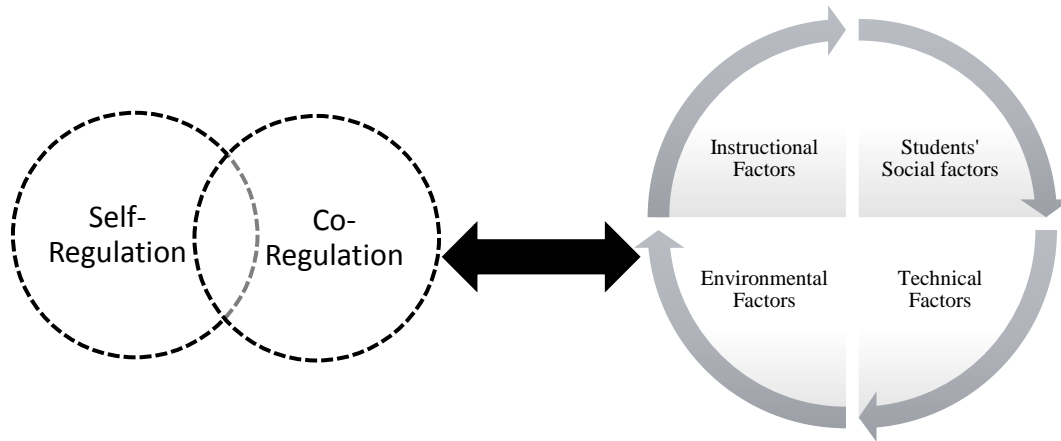 Self-
Regulation
Co-
Regulation
Instructional
Factors
Students'
Social factors
Environmental
Factors
Technical
Factors